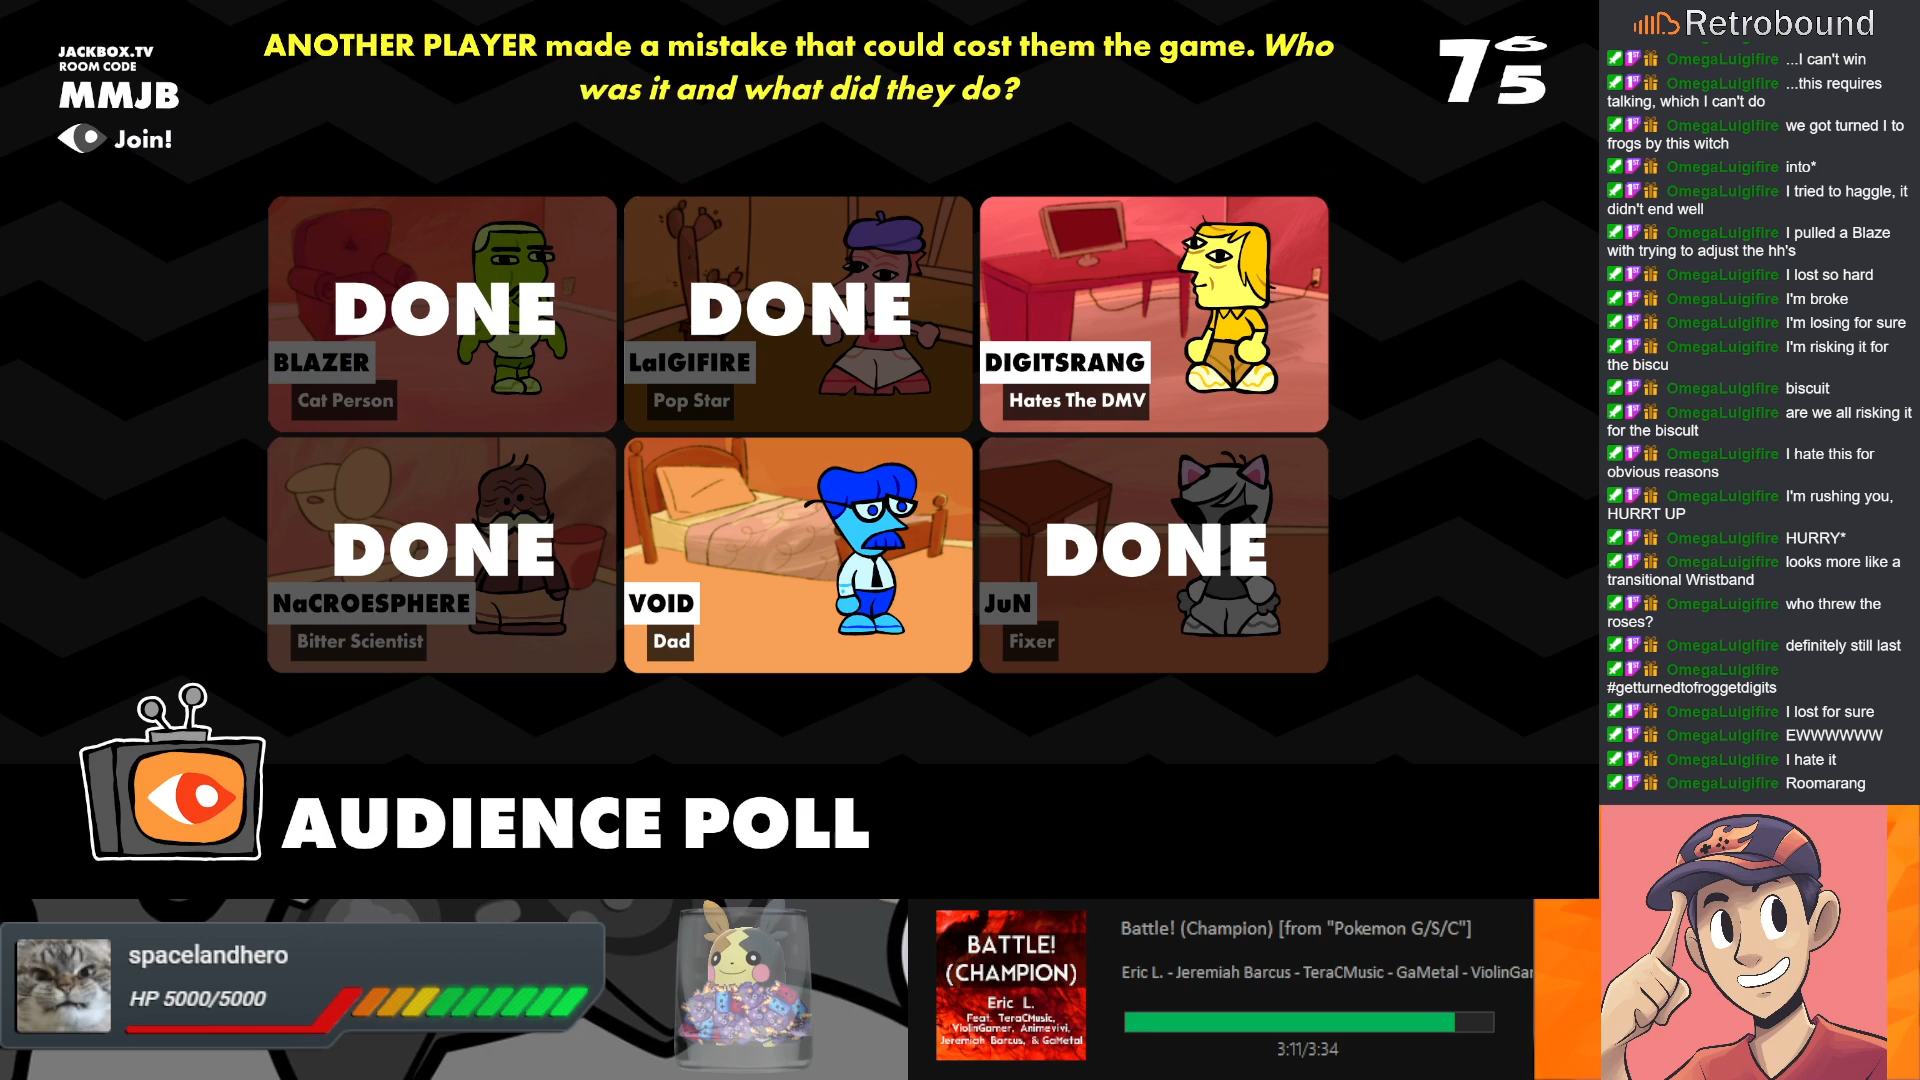 JACKBOX.TV
ROOM CODE
MMJB
Join!
ANOTHER PLAYER made a mistake that could cost them the game. Who
was it and what did they do?
DONE
BLAZER
Cat Person
DONE
LaIGIFIRE
Pop Star
DIGITSRANG
Hates The DMV
DONE
NaCROESPHERE
Bitter Scientist
VOID
Dad
DONE
JuN
Fixer
AUDIENCE POLL
Retrobound
OmegaLuigifire ...I can't win
OmegaLuigifire ...this requires
talking, which I can't do
OmegaLuigifire we got turned I to
frogs by this witch
OmegaLuigifire into*
OmegaLuigifire I tried to haggle, it
didn't end well
OmegaLuigifire I pulled a Blaze
with trying to adjust the hh's
OmegaLuigifire I lost so hard
OmegaLuigifire I'm broke
OmegaLuigifire I'm losing for sure
OmegaLuigifire I'm risking it for
the biscu
OmegaLuigifire biscuit
OmegaLuigifire are we all risking it
for the biscult
OmegaLuigifire I hate this for
obvious reasons
OmegaLuigifire I'm rushing you,
HURRT UP
OmegaLuigifire HURRY*
OmegaLuigifire looks more like a
transitional Wristband
OmegaLuigifire who threw the
roses?
OmegaLuigifire definitely still last
OmegaLuigifire
#getturnedtofroggetdigits
OmegaLuigifire I lost for sure
OmegaLuigifire EWWWWWW
OmegaLuigifire I hate it
OmegaLuigifire Roomarang
spacelandhero
HP 5000/5000
BATTLE!
(CHAMPION)
Eric L.
Feat. TeraCMusic,
ViolinGamer, Animevivi,
Jeremiah Barcus, & GaMetal
Battle! (Champion) [from "Pokemon G/S/C"]
Eric L. - Jeremiah Barcus - TeraCMusic - GaMetal - ViolinGar
3:11/3:34